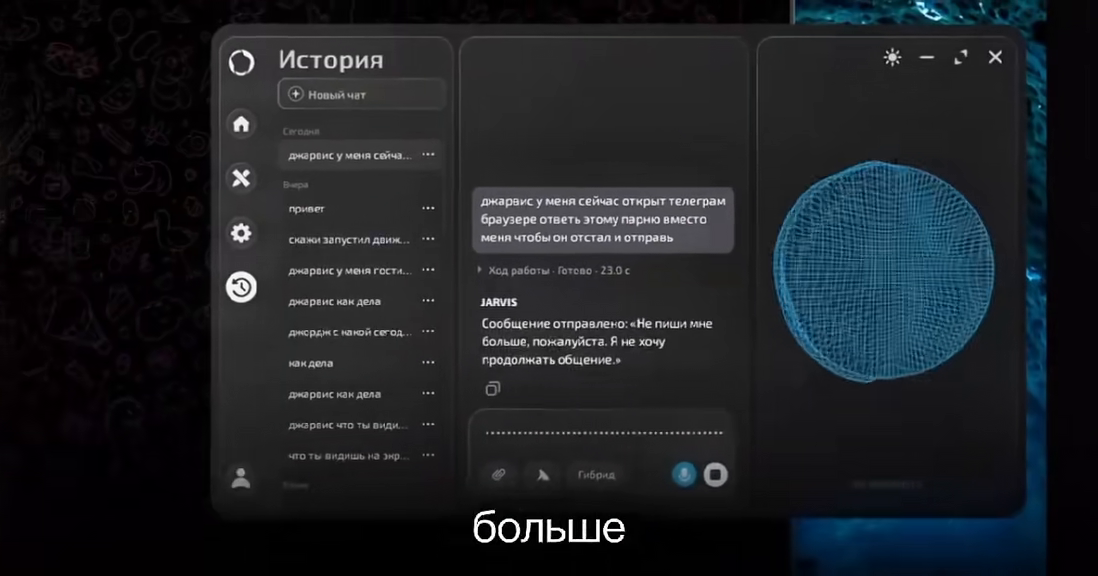 История
Новый чат
Сегодня
джарвис у меня сейча...
Вчера
привет
скажи запустил движ...
джарвис у меня гости...
джарвис как дела
джордж с какой сегод...
как дела
джарвис как дела
джарвис что ты види...
что ты видишь на экр...
джарвис у меня сейчас открыт телеграм
браузере ответь этому парню вместо
меня чтобы он отстал и отправь
Ход работы · Готово · 23.0 с
JARVIS
Сообщение отправлено: «Не пиши мне
больше, пожалуйста. Я не хочу
продолжать общение.»
Гибрид
больше